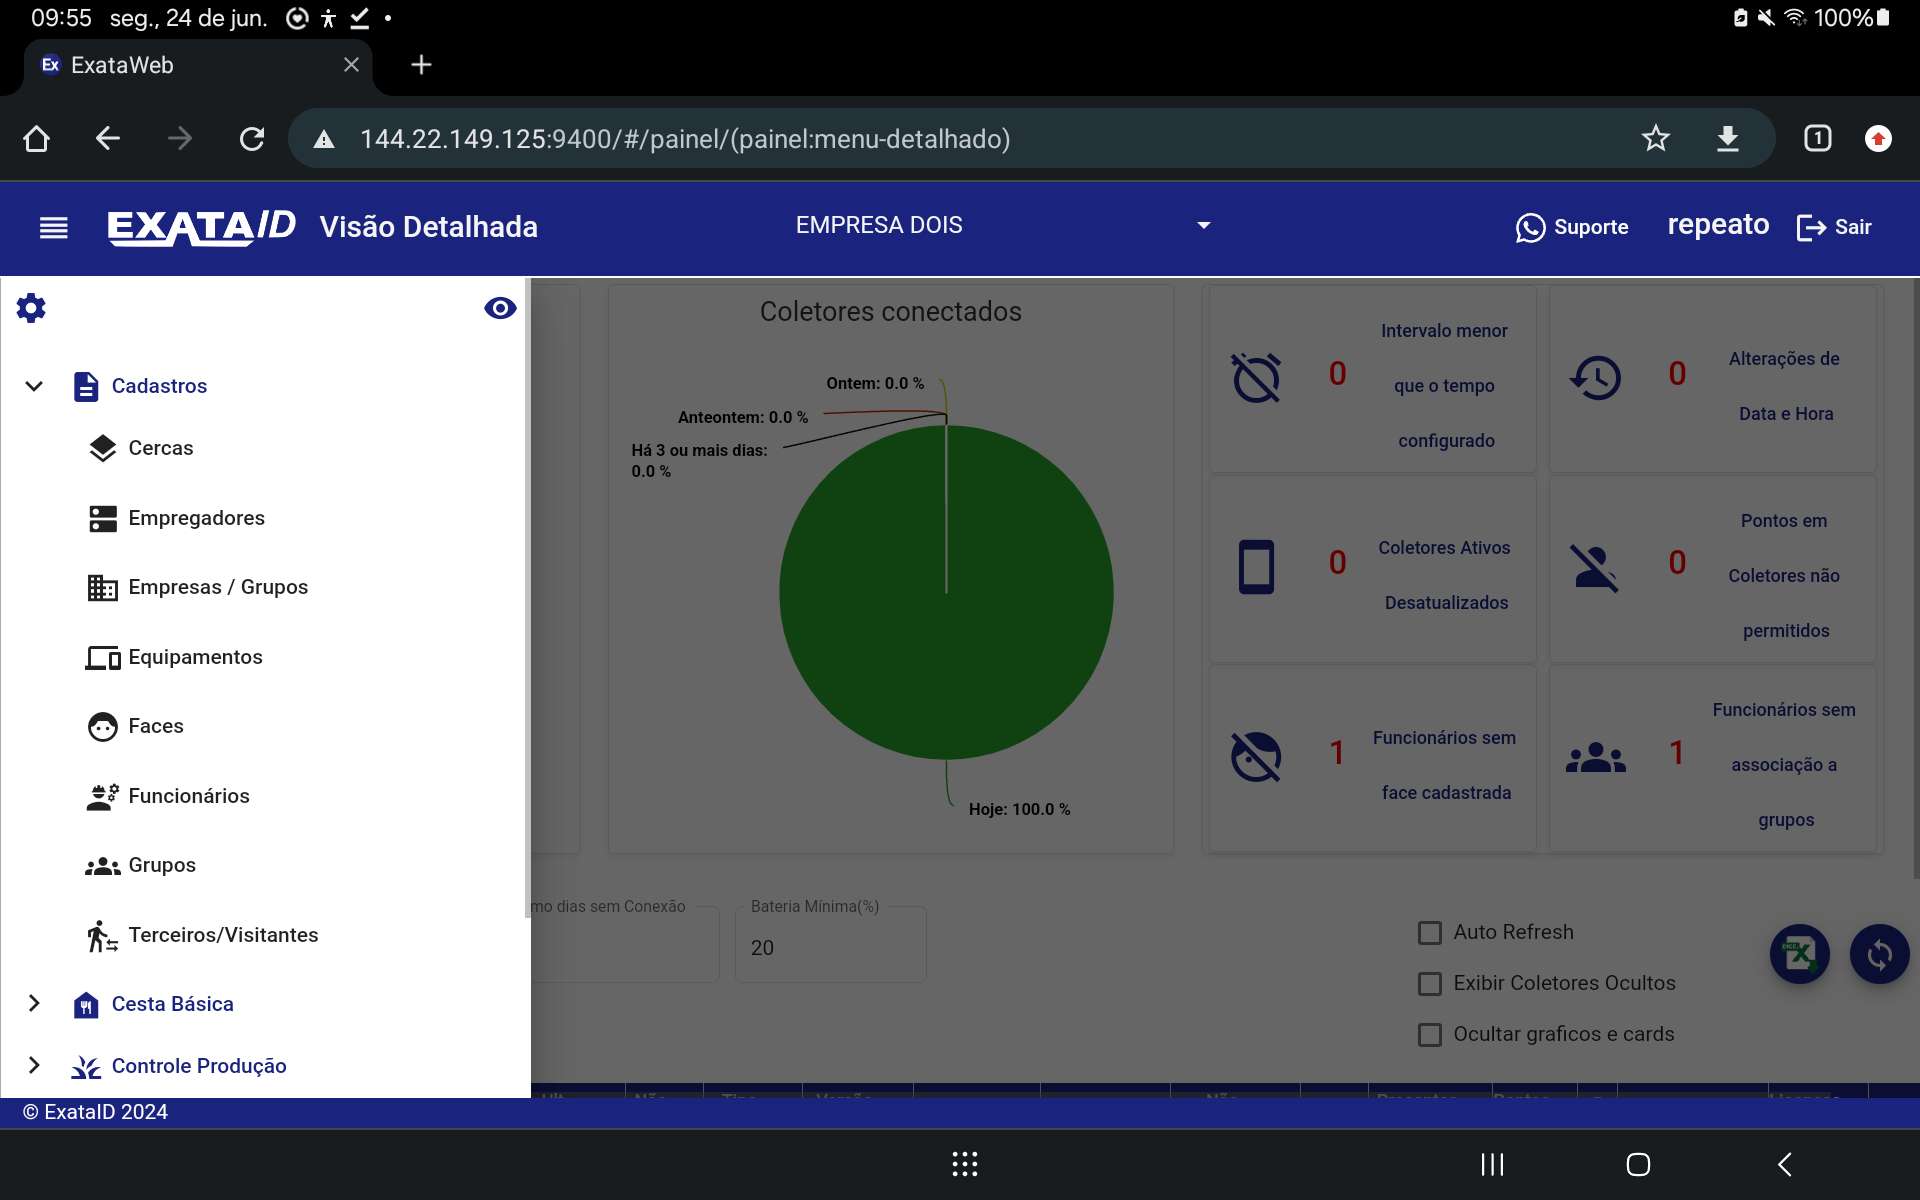 09:55 seg., 24 de jun. 100%
Ex ExataWeb
144.22.149.125:9400/#/painel/(painel:menu-detalhado) 1
EXATAID Visão Detalhada EMPRESA DOIS Suporte repeato Sair
Cadastros
Cercas
Empregadores
Empresas / Grupos
Equipamentos
Faces
Funcionários
Grupos
Terceiros/Visitantes
Cesta Básica
Controle Produção
Coletores conectados
Ontem: 0.0 %
Anteontem: 0.0 %
Há 3 ou mais dias:
0.0 %
Hoje: 100.0 %
0 Intervalo menor
que o tempo
configurado
0 Alterações de
Data e Hora
0 Coletores Ativos
Desatualizados
0 Pontos em
Coletores não
permitidos
1 Funcionários sem
face cadastrada
1 Funcionários sem
associação a
grupos
mo dias sem Conexão
Bateria Mínima(%)
20
Auto Refresh
Exibir Coletores Ocultos
Ocultar graficos e cards
© ExataID 2024